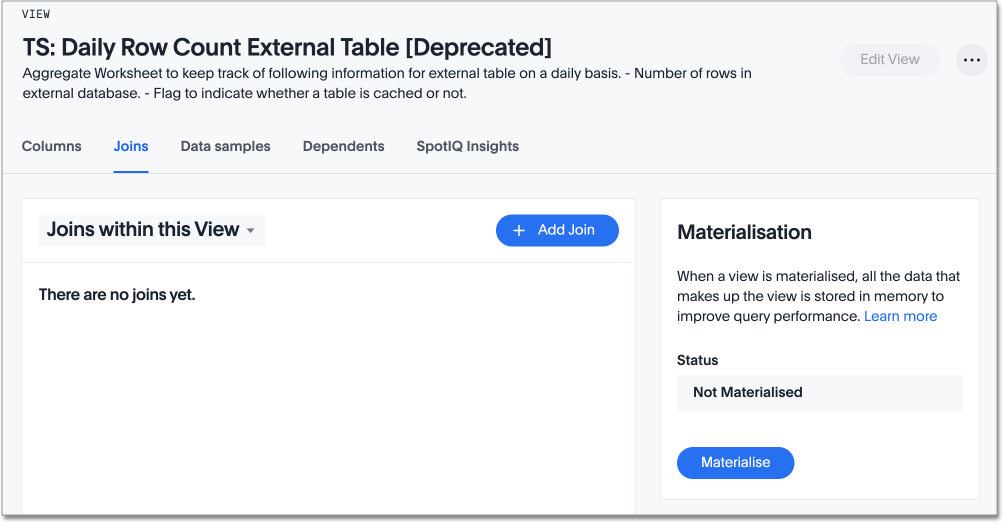 VIEW
TS: Daily Row Count External Table [Deprecated]
Aggregate Worksheet to keep track of following information for external table on a daily basis. - Number of rows in
external database. - Flag to indicate whether a table is cached or not.
Edit View
Columns
Joins
Data samples
Dependents
SpotIQ Insights
Joins within this View
+ Add Join
There are no joins yet.
Materialisation
When a view is materialised, all the data that
makes up the view is stored in memory to
improve query performance. Learn more
Status
Not Materialised
Materialise